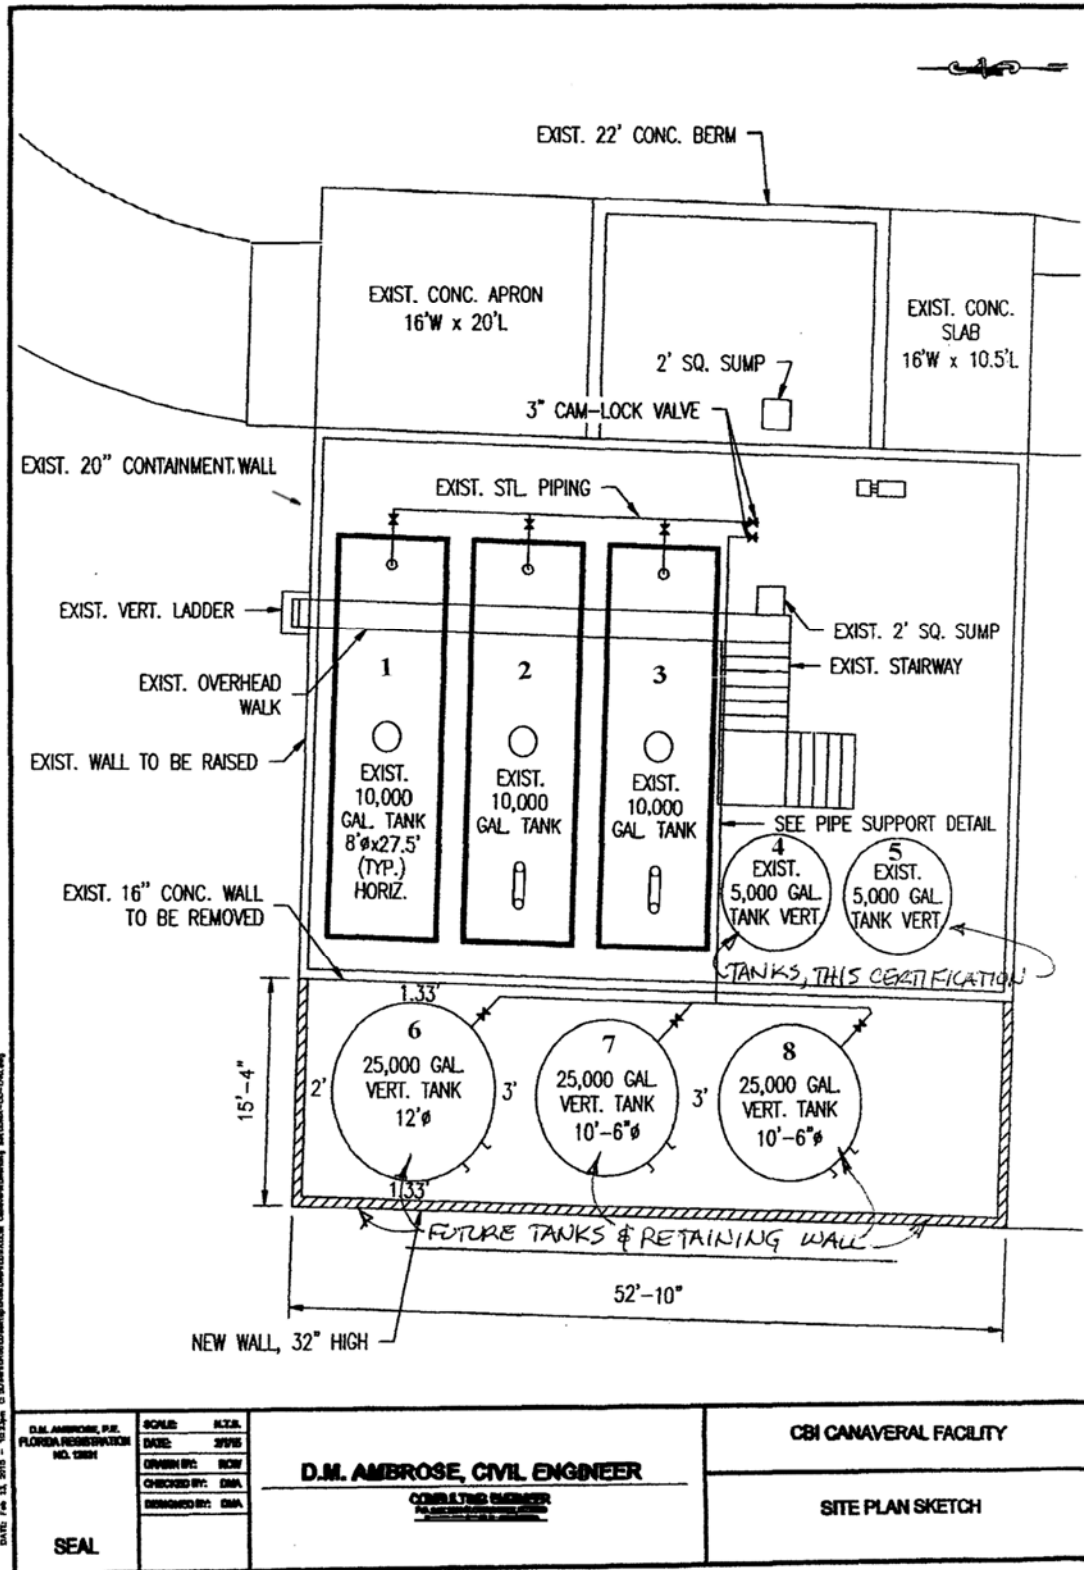 EXIST. 22' CONC. BERM
EXIST. CONC. APRON
16'W x 20'L
EXIST. CONC.
SLAB
16'W x 10.5'L
2' SQ. SUMP
3" CAM-LOCK VALVE
EXIST. 20" CONTAINMENT WALL
EXIST. STL. PIPING
EXIST. VERT. LADDER
EXIST. 2' SQ. SUMP
EXIST. STAIRWAY
EXIST. OVERHEAD
WALK
EXIST. WALL TO BE RAISED
1
EXIST.
10,000
GAL. TANK
8'øx27.5'
(TYP.)
HORIZ.
2
EXIST.
10,000
GAL. TANK
3
EXIST.
10,000
GAL. TANK
SEE PIPE SUPPORT DETAIL
4
EXIST.
5,000 GAL.
TANK VERT.
5
EXIST.
5,000 GAL.
TANK VERT.
EXIST. 16" CONC. WALL
TO BE REMOVED
TANKS, THIS CERTIFICATION
1.33'
6
25,000 GAL.
VERT. TANK
12'ø
2'
3'
7
25,000 GAL.
VERT. TANK
10'-6"ø
3'
8
25,000 GAL.
VERT. TANK
10'-6"ø
15'-4"
1.33'
FUTURE TANKS & RETAINING WALL
52'-10"
NEW WALL, 32" HIGH
D.M. AMBROSE, P.E.
FLORIDA REGISTRATION
SEAL
SCALE: N.T.S.
DATE:
DRAWN BY: RCW
CHECKED BY: DMA
DESIGNED BY: DMA
D.M. AMBROSE, CIVIL ENGINEER
CONSULTING ENGINEER
CBI CANAVERAL FACILITY
SITE PLAN SKETCH